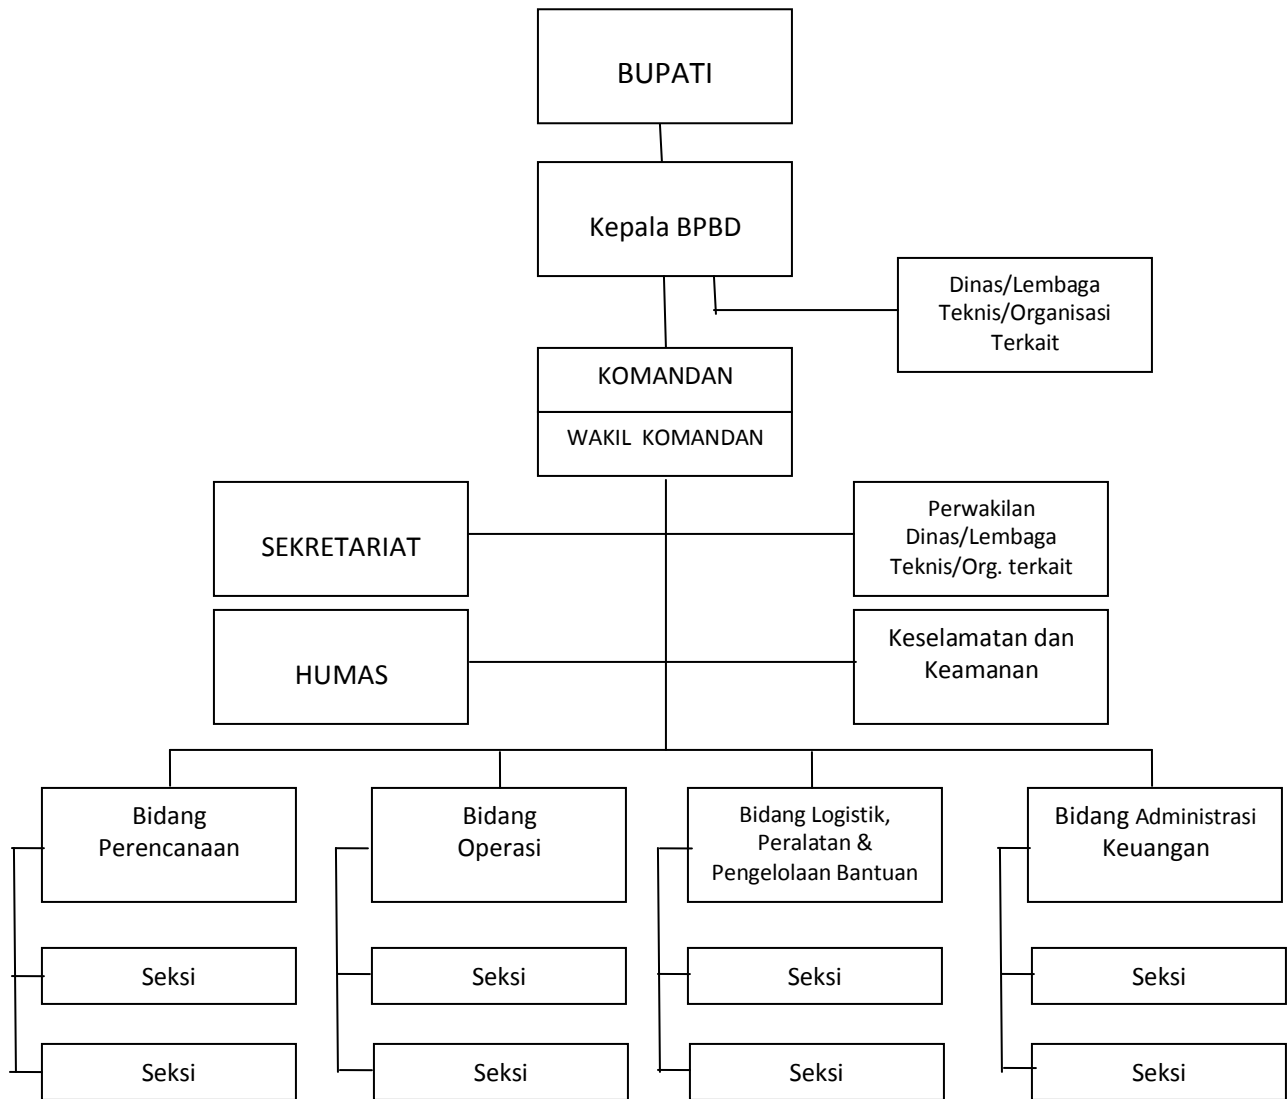 BUPATI
Kepala BPBD
Dinas/Lembaga
Teknis/Organisasi
Terkait
KOMANDAN
WAKIL KOMANDAN
SEKRETARIAT
Perwakilan
Dinas/Lembaga
Teknis/Org. terkait
HUMAS
Keselamatan dan
Keamanan
Bidang
Perencanaan
Bidang
Operasi
Bidang Logistik,
Peralatan &
Pengelolaan Bantuan
Bidang Administrasi
Keuangan
Seksi
Seksi
Seksi
Seksi
Seksi
Seksi
Seksi
Seksi